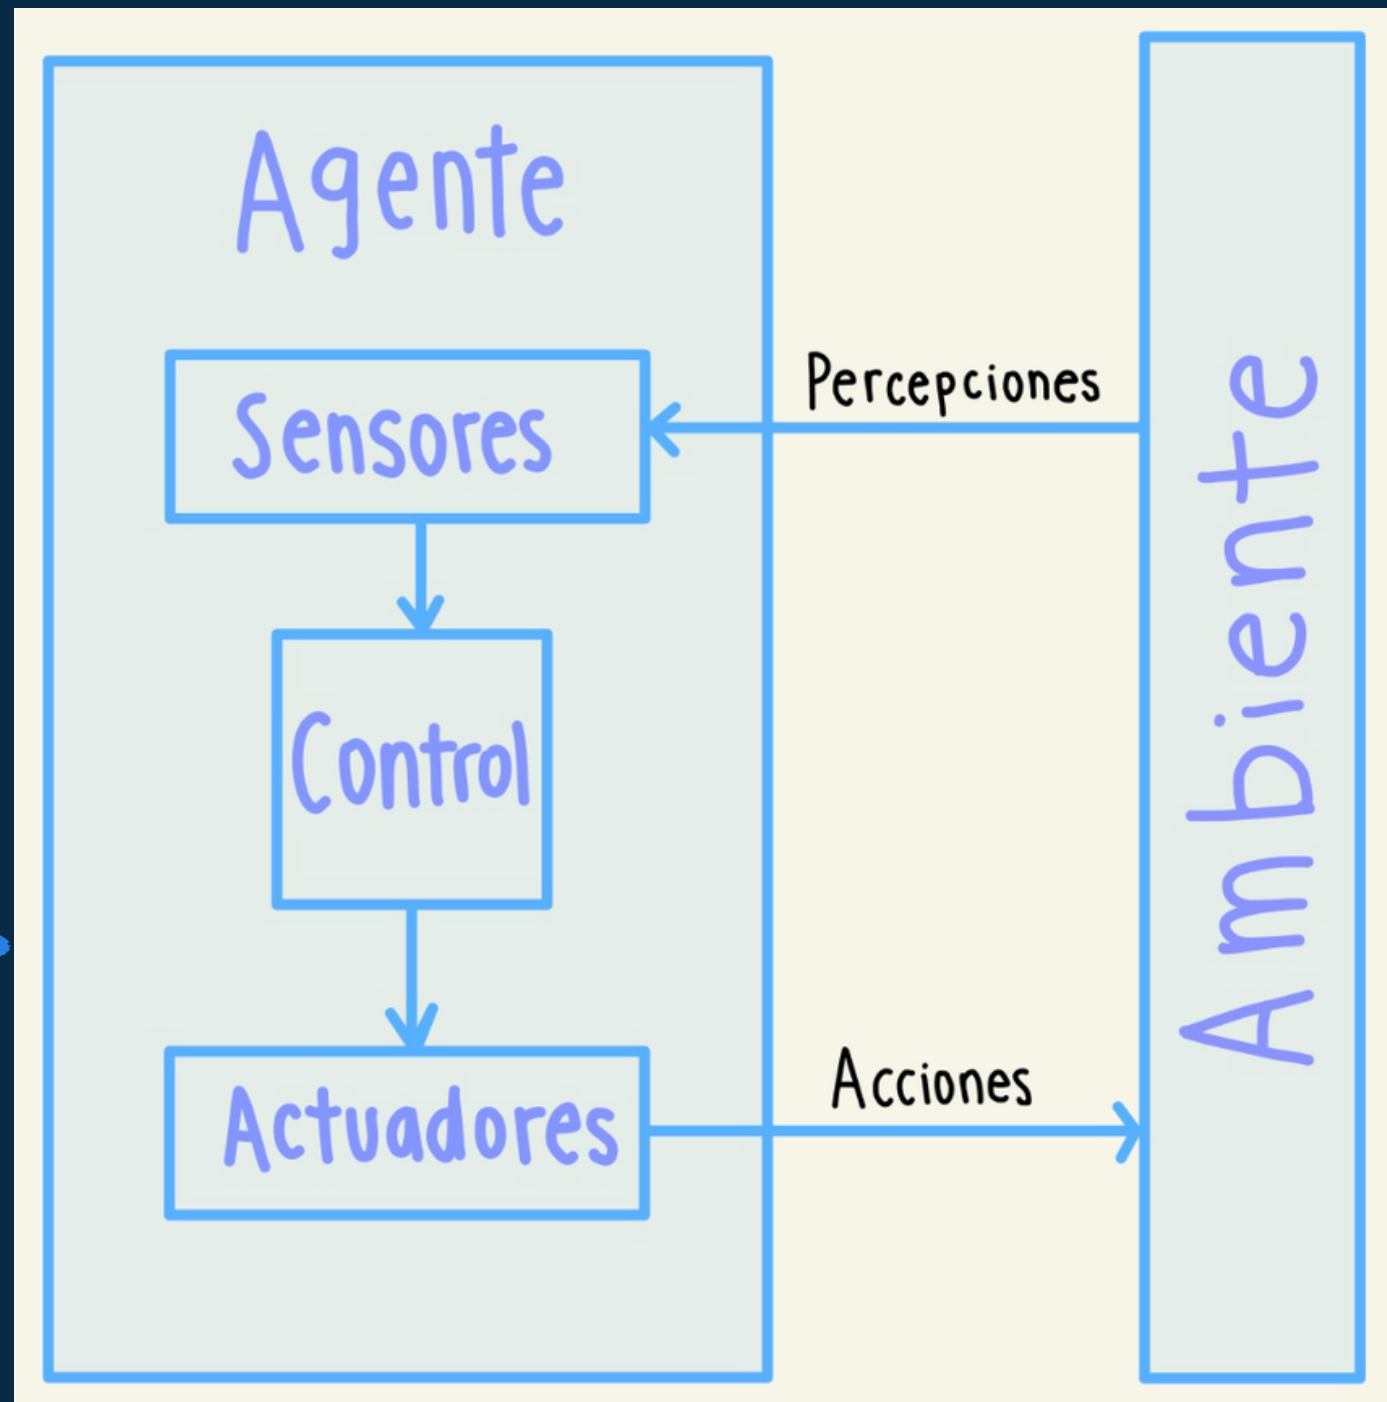 Agente
Sensores
Percepciones
Control
Actuadores
Acciones
Ambiente